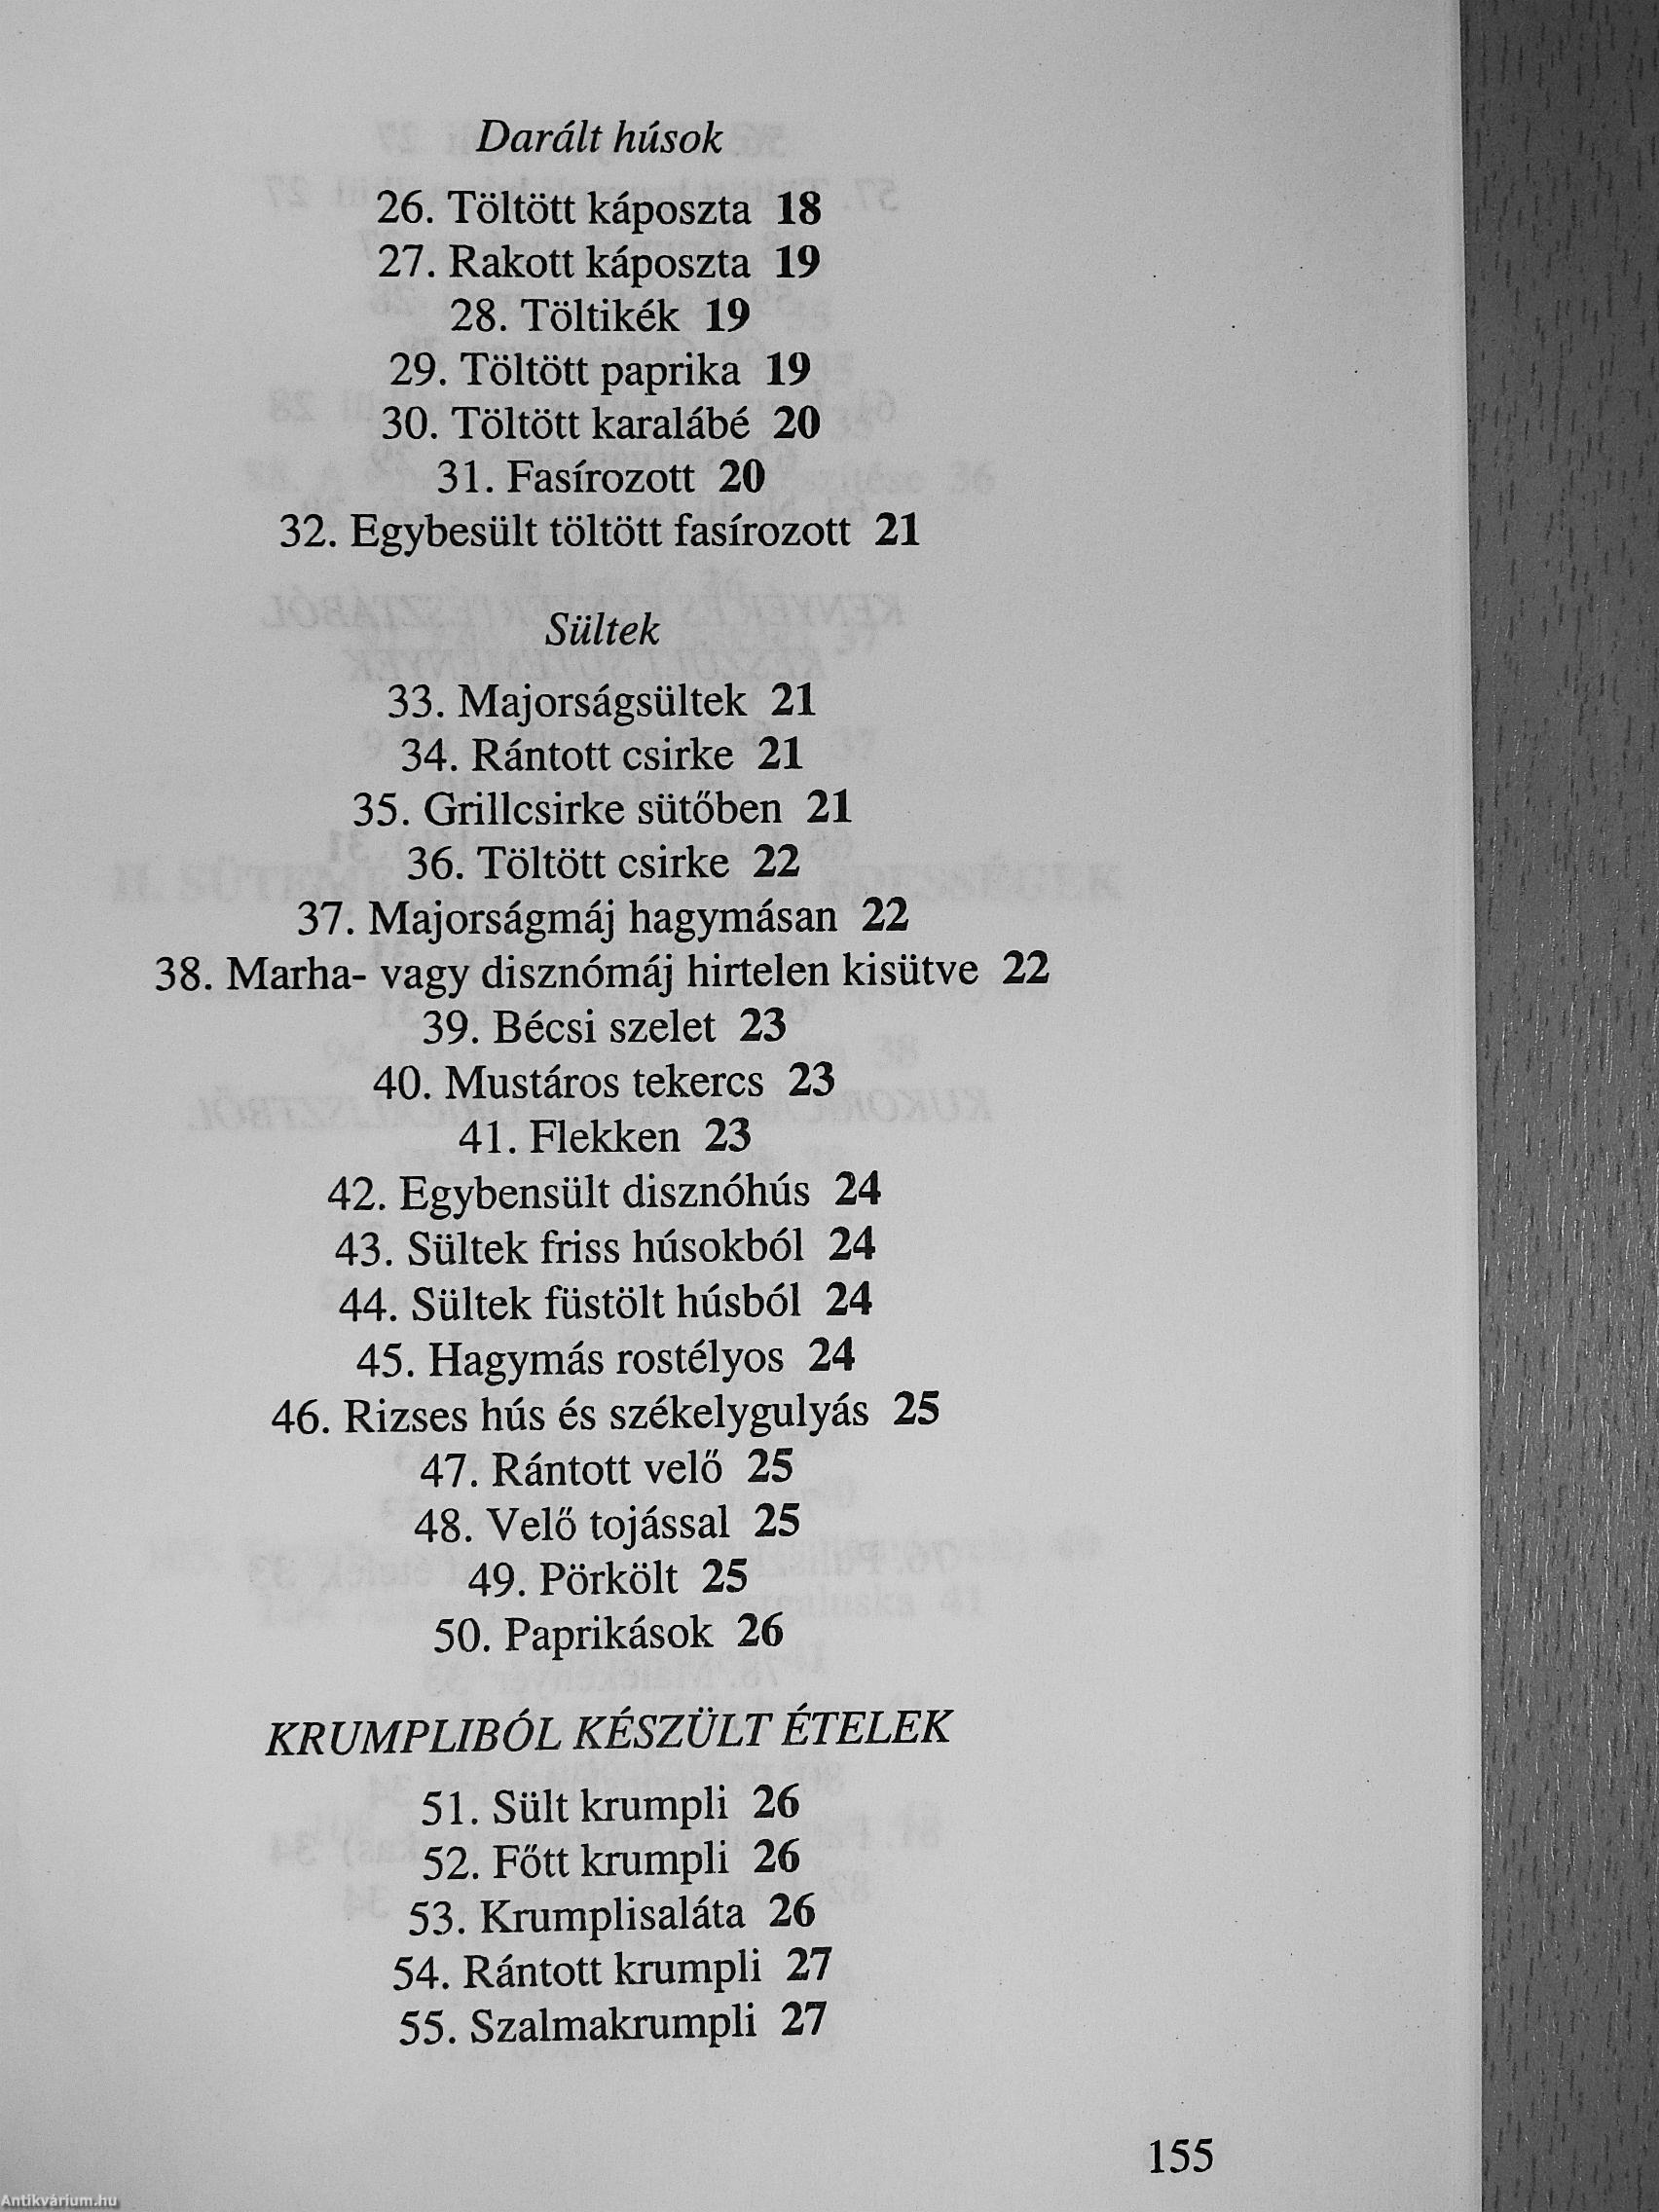 Darált húsok
26. Töltött káposzta 18
27. Rakott káposzta 19
28. Töltikék 19
29. Töltött paprika 19
30. Töltött karalábé 20
31. Fasírozott 20
32. Egybesült töltött fasírozott 21
Sültek
33. Majorságsültek 21
34. Rántott csirke 21
35. Grillcsirke sütőben 21
36. Töltött csirke 22
37. Majorságmáj hagymásan 22
38. Marha- vagy disznómáj hirtelen kisütve 22
39. Bécsi szelet 23
40. Mustáros tekercs 23
41. Flekken 23
42. Egybensült disznóhús 24
43. Sültek friss húsokból 24
44. Sültek füstölt húsból 24
45. Hagymás rostélyos 24
46. Rizses hús és székelygulyás 25
47. Rántott velő 25
48. Velő tojással 25
49. Pörkölt 25
50. Paprikások 26
KRUMPLIBÓL KÉSZÜLT ÉTELEK
51. Sült krumpli 26
52. Főtt krumpli 26
53. Krumplisaláta 26
54. Rántott krumpli 27
55. Szalmakrumpli 27
155
Antikvárium.hu